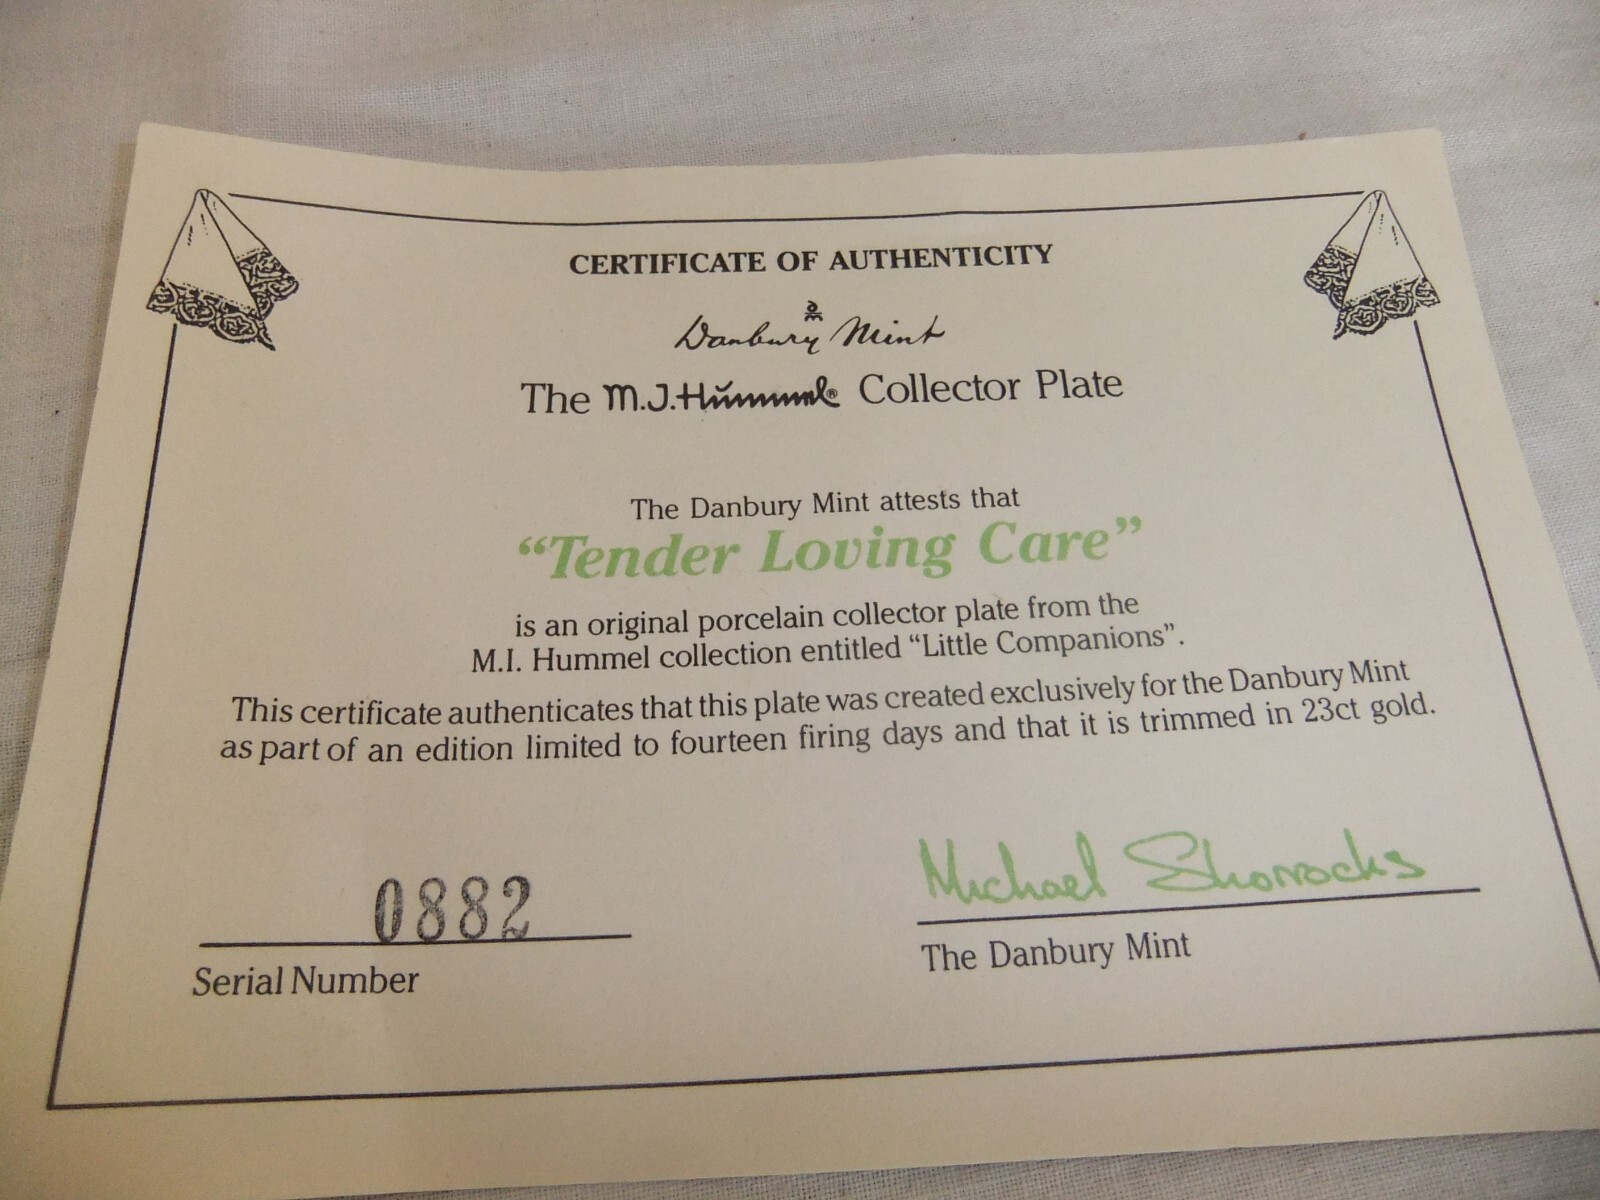 CERTIFICATE OF AUTHENTICITY
Danbury Mint
The M.J.Hummel® Collector Plate
The Danbury Mint attests that
“Tender Loving Care”
is an original porcelain collector plate from the
M.I. Hummel collection entitled “Little Companions”.
This certificate authenticates that this plate was created exclusively for the Danbury Mint
as part of an edition limited to fourteen firing days and that it is trimmed in 23ct gold.
0882
Serial Number
Michael Shorrocks
The Danbury Mint